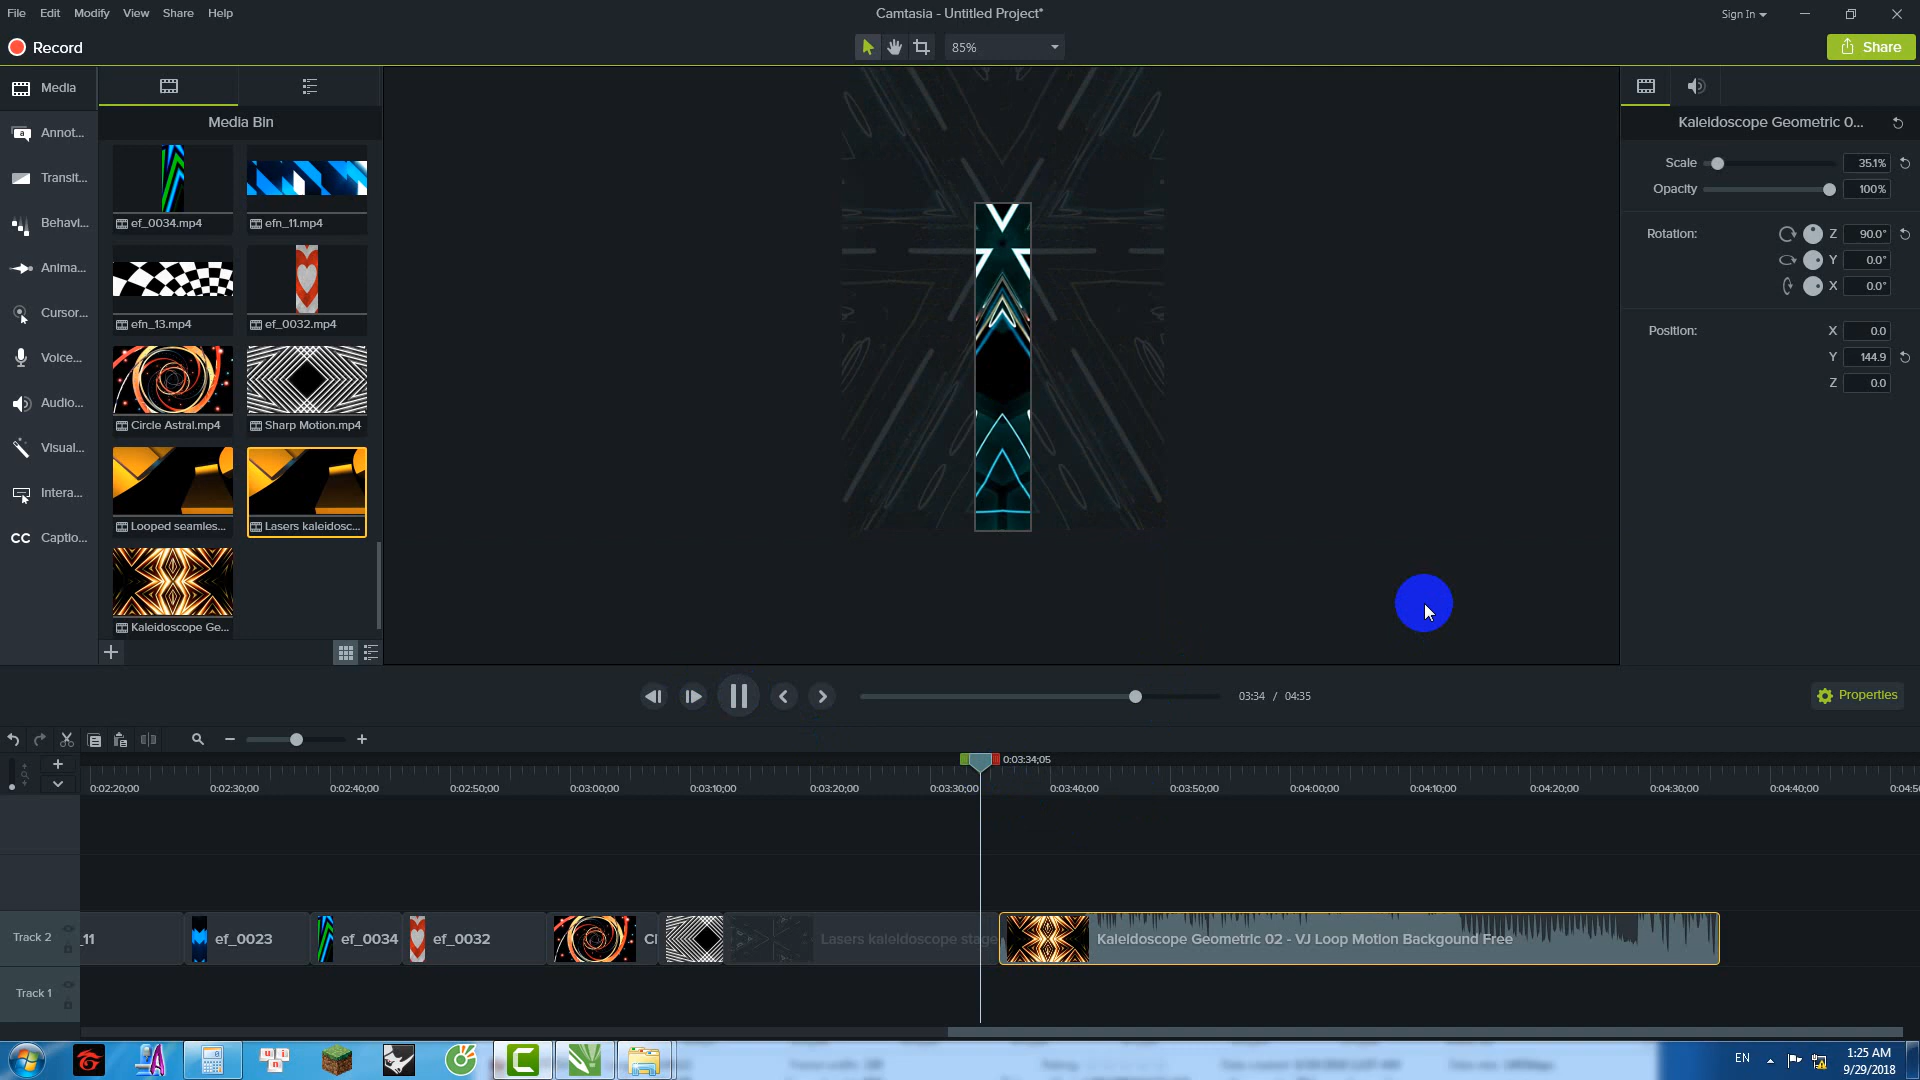 File Edit Modify View Share Help
Camtasia - Untitled Project*
Sign In
Record
85%
Share
Media
Annot...
Transit...
Behavi...
Anima...
Cursor...
Voice...
Audio...
Visual...
Intera...
CC Captio...
Media Bin
ef_0034.mp4
efn_11.mp4
efn_13.mp4
ef_0032.mp4
Circle Astral.mp4
Sharp Motion.mp4
Looped seamles...
Lasers kaleidosc...
Kaleidoscope Ge...
Kaleidoscope Geometric 0...
Scale 35.1%
Opacity 100%
Rotation: Z 90.0°
Y 0.0°
X 0.0°
Position: X 0.0
Y 144.9
Z 0.0
03:34 / 04:35
Properties
0:03:34;05
0:02:20;00 0:02:30;00 0:02:40;00 0:02:50;00 0:03:00;00 0:03:10;00 0:03:20;00 0:03:30;00 0:03:40;00 0:03:50;00 0:04:00;00 0:04:10;00 0:04:20;00 0:04:30;00 0:04:40;00 0:04:50
Track 2
_11
ef_0023
ef_0034
ef_0032
Ci
Lasers kaleidoscope stage
Kaleidoscope Geometric 02 - VJ Loop Motion Backgound Free
Track 1
EN
1:25 AM
9/29/2018